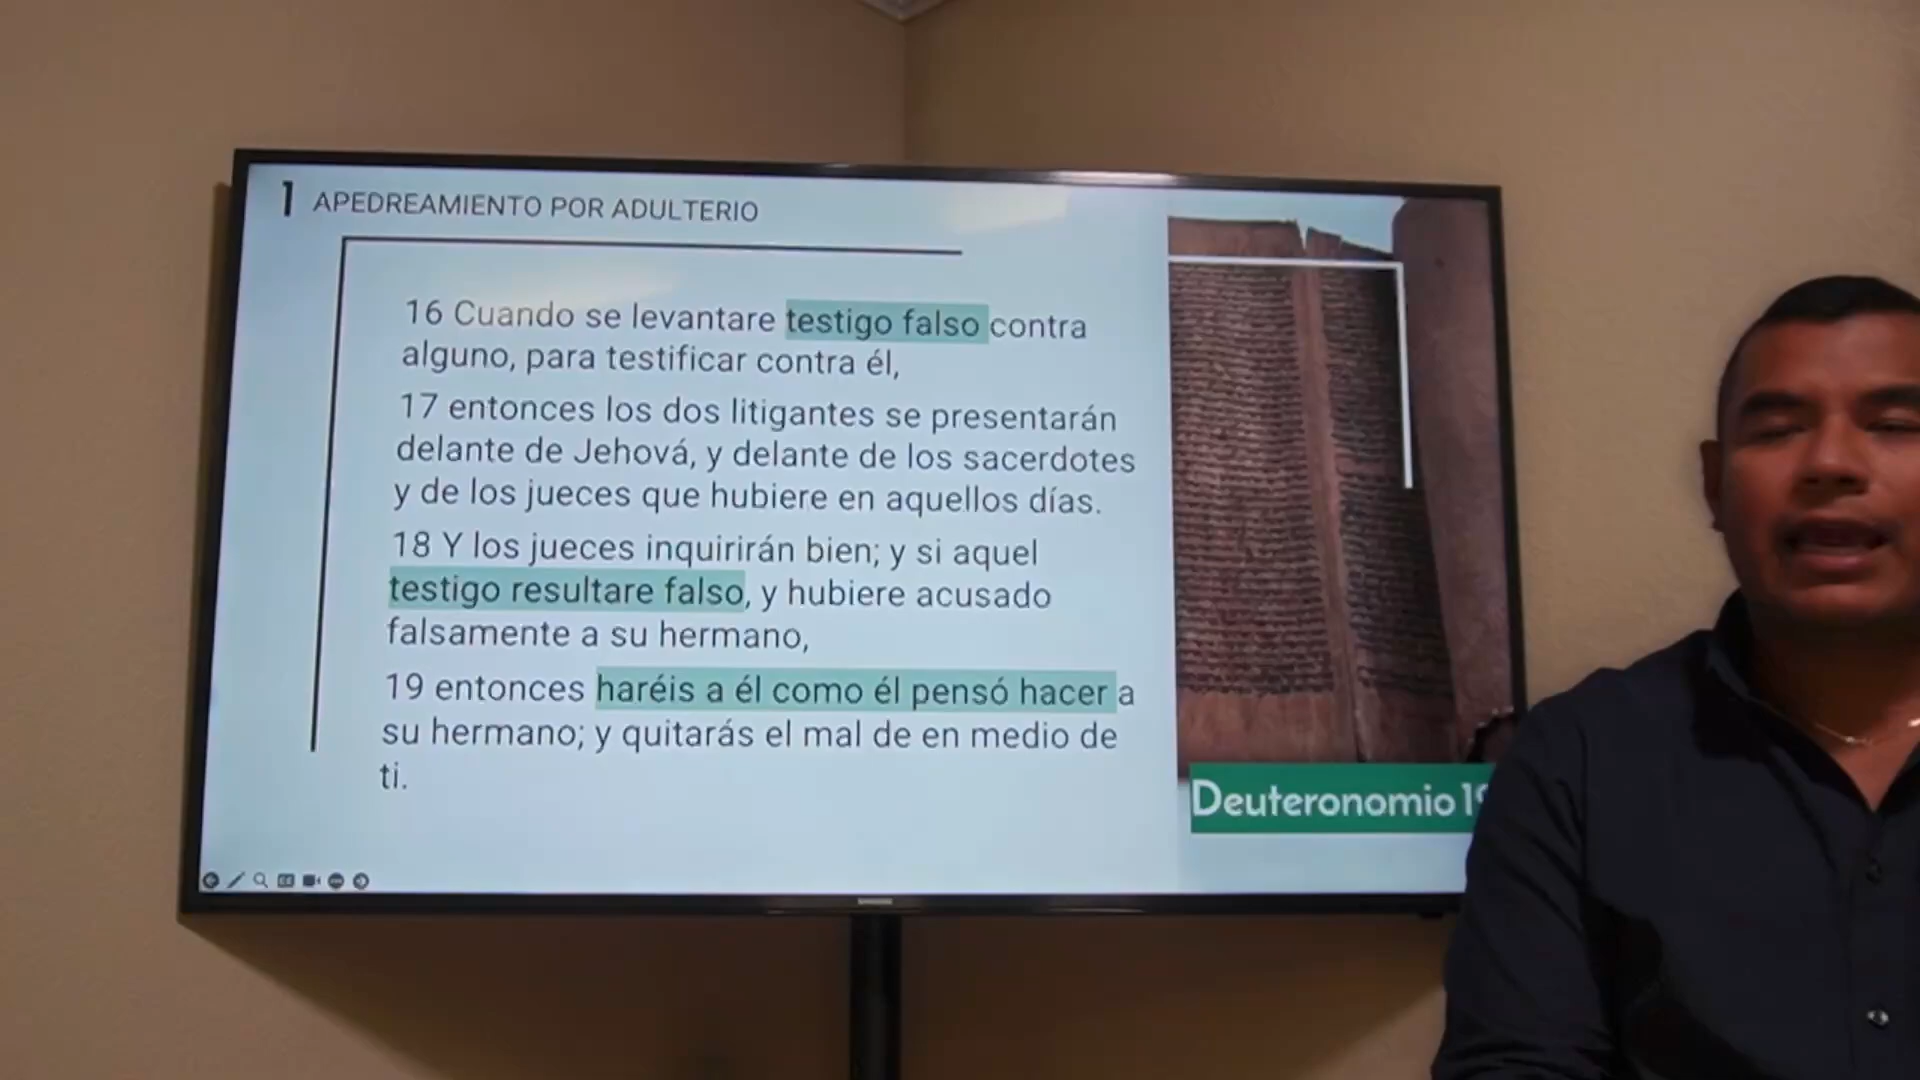 1 APEDREAMIENTO POR ADULTERIO
16 Cuando se levantare testigo falso contra
alguno, para testificar contra él,
17 entonces los dos litigantes se presentarán
delante de Jehová, y delante de los sacerdotes
y de los jueces que hubiere en aquellos días.
18 Y los jueces inquirirán bien; y si aquel
testigo resultare falso, y hubiere acusado
falsamente a su hermano,
19 entonces haréis a él como él pensó hacer a
su hermano; y quitarás el mal de en medio de
ti.
Deuteronomio